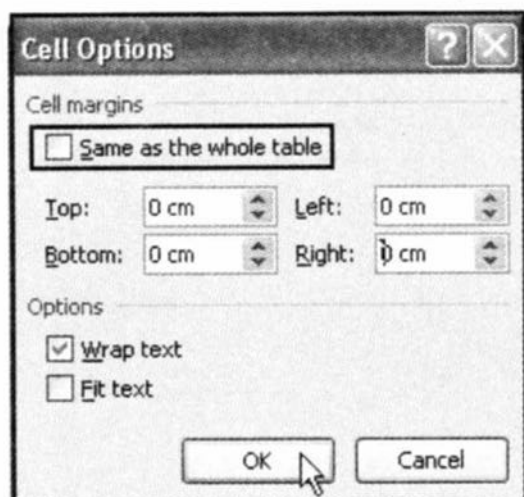 Cell Options
Cell margins
Same as the whole table
Top: 0 cm Left: 0 cm
Bottom: 0 cm Right: 0 cm
Options
Wrap text
Fit text
OK Cancel